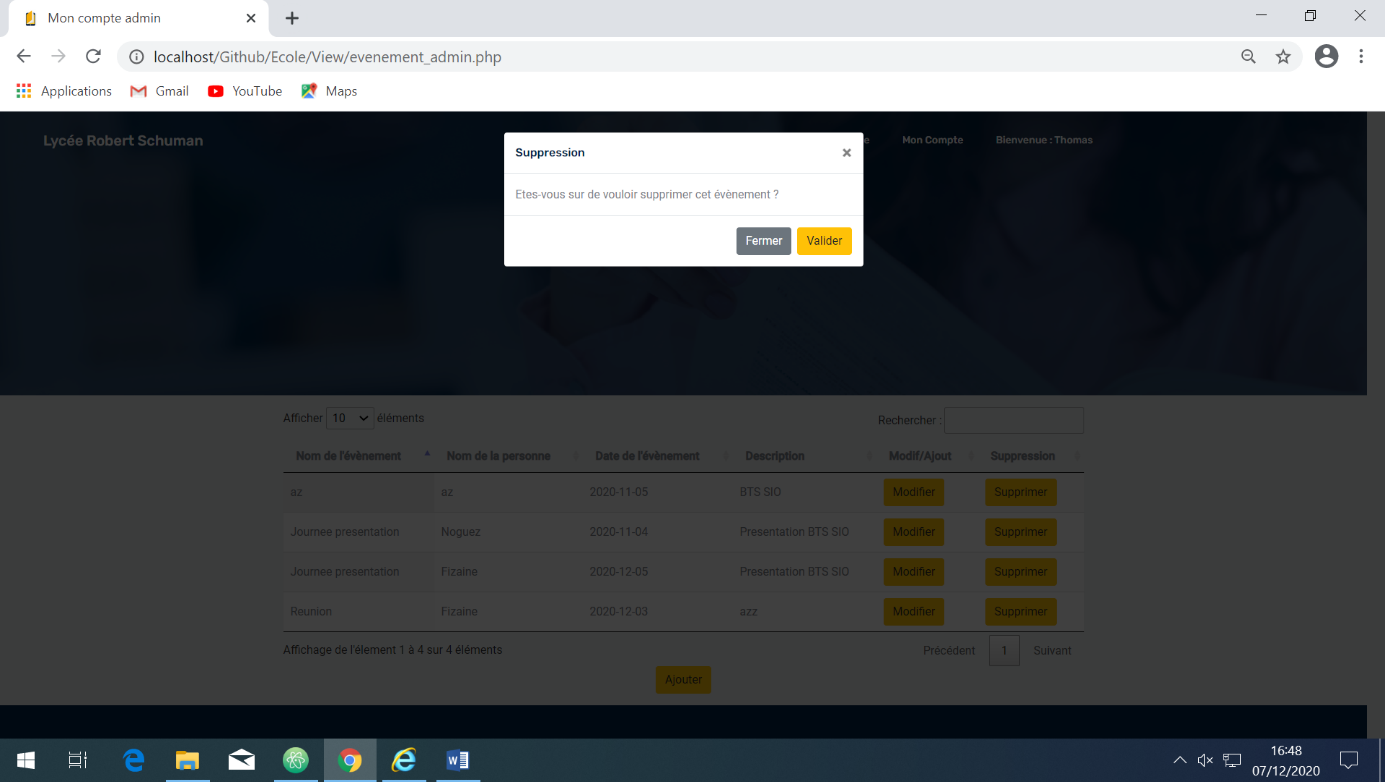 Mon compte admin
localhost/Github/Ecole/View/evenement_admin.php
Applications Gmail YouTube Maps
Lycée Robert Schuman
e Mon Compte Bienvenue : Thomas
Suppression ×
Etes-vous sur de vouloir supprimer cet évènement ?
Fermer Valider
Afficher 10 éléments Rechercher :
Nom de l'évènement Nom de la personne Date de l'évènement Description Modif/Ajout Suppression
az az 2020-11-05 BTS SIO Modifier Supprimer
Journee presentation Noguez 2020-11-04 Presentation BTS SIO Modifier Supprimer
Journee presentation Fizaine 2020-12-05 Presentation BTS SIO Modifier Supprimer
Reunion Fizaine 2020-12-03 azz Modifier Supprimer
Affichage de l'élement 1 à 4 sur 4 éléments Précédent 1 Suivant
Ajouter
16:48
07/12/2020